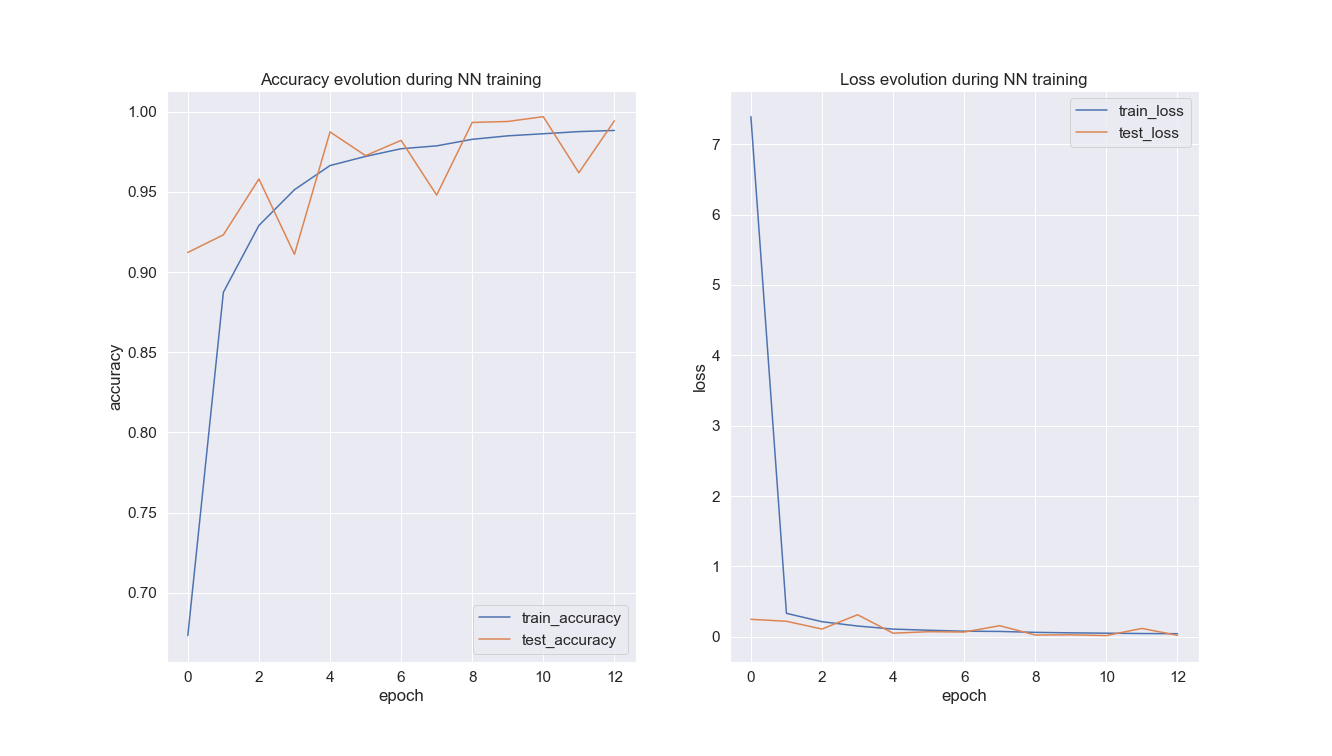 Accuracy evolution during NN training
1.00
0.95
0.90
0.85
0.80
0.75
0.70
accuracy
train_accuracy
test_accuracy
0 2 4 6 8 10 12
epoch
Loss evolution during NN training
train_loss
test_loss
7
6
5
4
3
2
1
0
loss
0 2 4 6 8 10 12
epoch